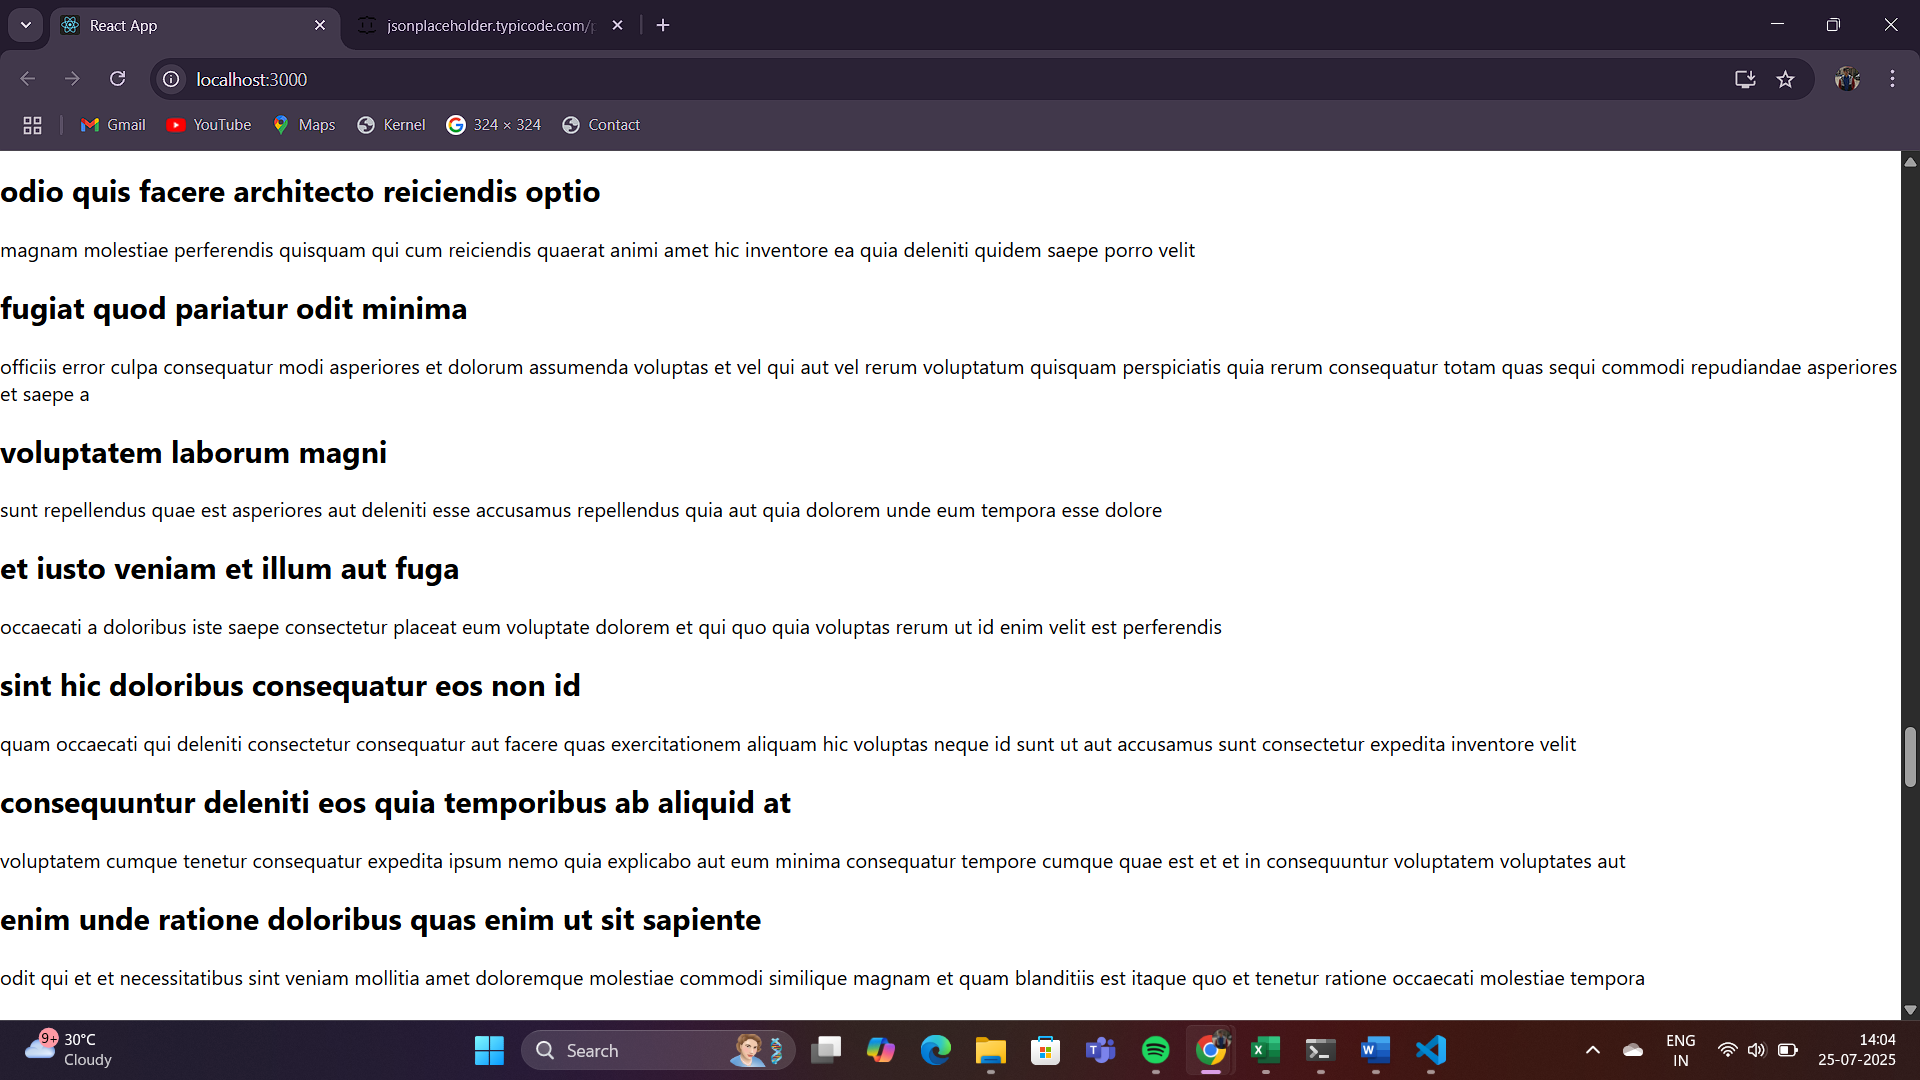 React App
jsonplaceholder.typicode.com/p
localhost:3000
Gmail
YouTube
Maps
Kernel
324 × 324
Contact
odio quis facere architecto reiciendis optio
magnam molestiae perferendis quisquam qui cum reiciendis quaerat animi amet hic inventore ea quia deleniti quidem saepe porro velit
fugiat quod pariatur odit minima
officiis error culpa consequatur modi asperiores et dolorum assumenda voluptas et vel qui aut vel rerum voluptatum quisquam perspiciatis quia rerum consequatur totam quas sequi commodi repudiandae asperiores
et saepe a
voluptatem laborum magni
sunt repellendus quae est asperiores aut deleniti esse accusamus repellendus quia aut quia dolorem unde eum tempora esse dolore
et iusto veniam et illum aut fuga
occaecati a doloribus iste saepe consectetur placeat eum voluptate dolorem et qui quo quia voluptas rerum ut id enim velit est perferendis
sint hic doloribus consequatur eos non id
quam occaecati qui deleniti consectetur consequatur aut facere quas exercitationem aliquam hic voluptas neque id sunt ut aut accusamus sunt consectetur expedita inventore velit
consequuntur deleniti eos quia temporibus ab aliquid at
voluptatem cumque tenetur consequatur expedita ipsum nemo quia explicabo aut eum minima consequatur tempore cumque quae est et et in consequuntur voluptatem voluptates aut
enim unde ratione doloribus quas enim ut sit sapiente
odit qui et et necessitatibus sint veniam mollitia amet doloremque molestiae commodi similique magnam et quam blanditiis est itaque quo et tenetur ratione occaecati molestiae tempora
9+
30°C
Cloudy
Search
ENG
IN
14:04
25-07-2025